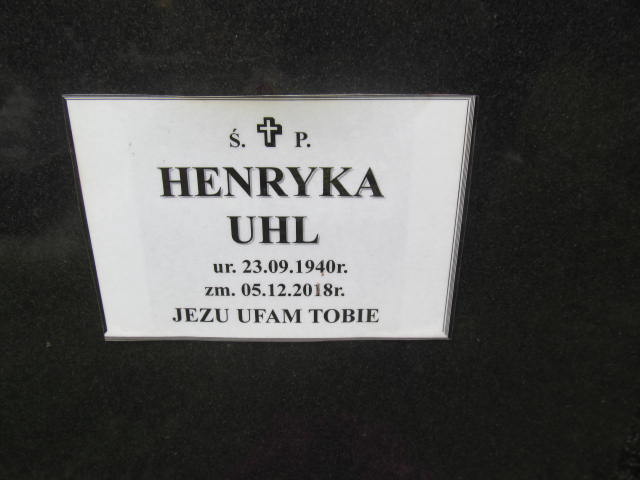 Ś. P.
HENRYKA
UHL
ur. 23.09.1940r.
zm. 05.12.2018r.
JEZU UFAM TOBIE